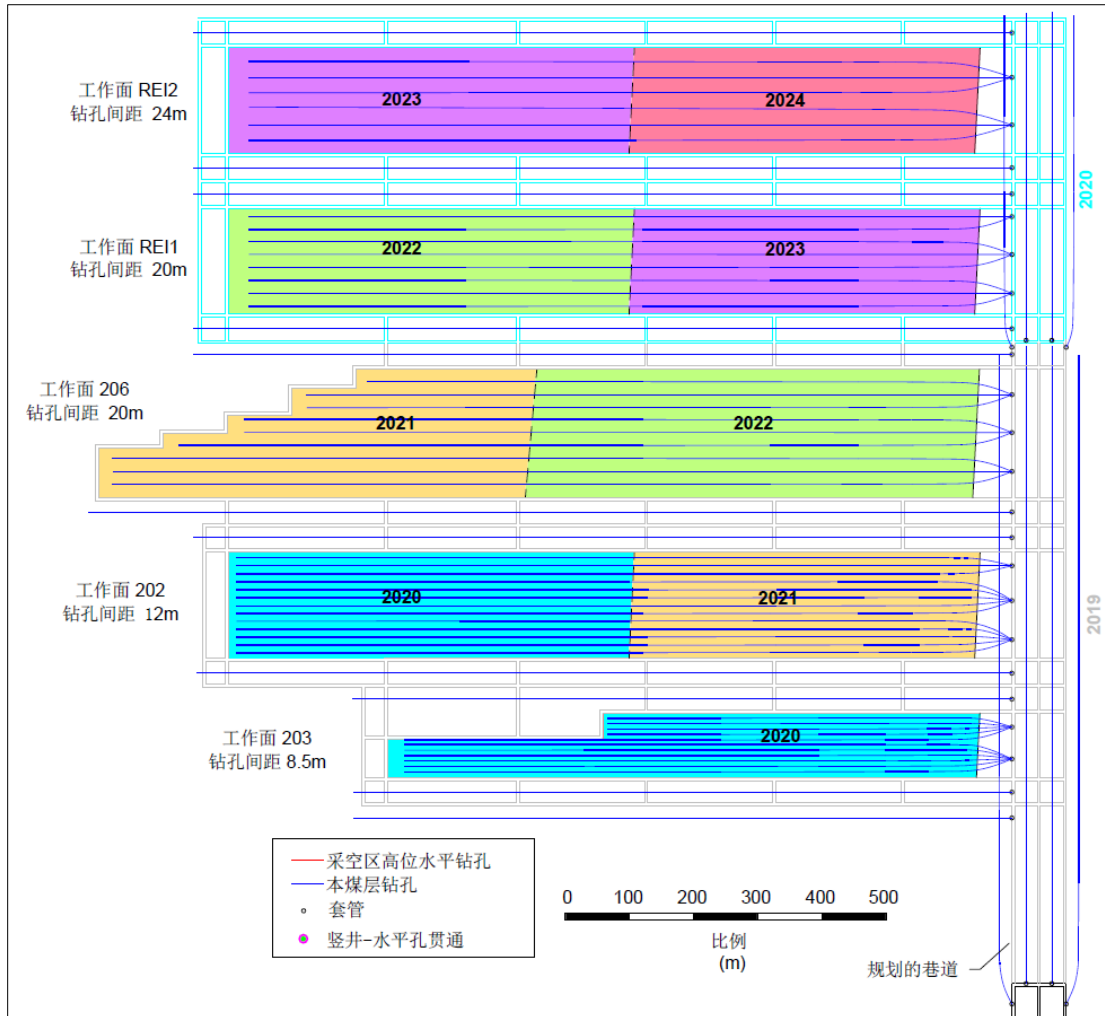 工作面 REI2
钻孔间距 24m
2023
2024
2020
工作面 REI1
钻孔间距 20m
2022
2023
工作面 206
钻孔间距 20m
2021
2022
工作面 202
钻孔间距 12m
2020
2021
2019
工作面 203
钻孔间距 8.5m
2020
采空区高位水平钻孔
本煤层钻孔
套管
竖井-水平孔贯通
0 100 200 300 400 500
比例
(m)
规划的巷道